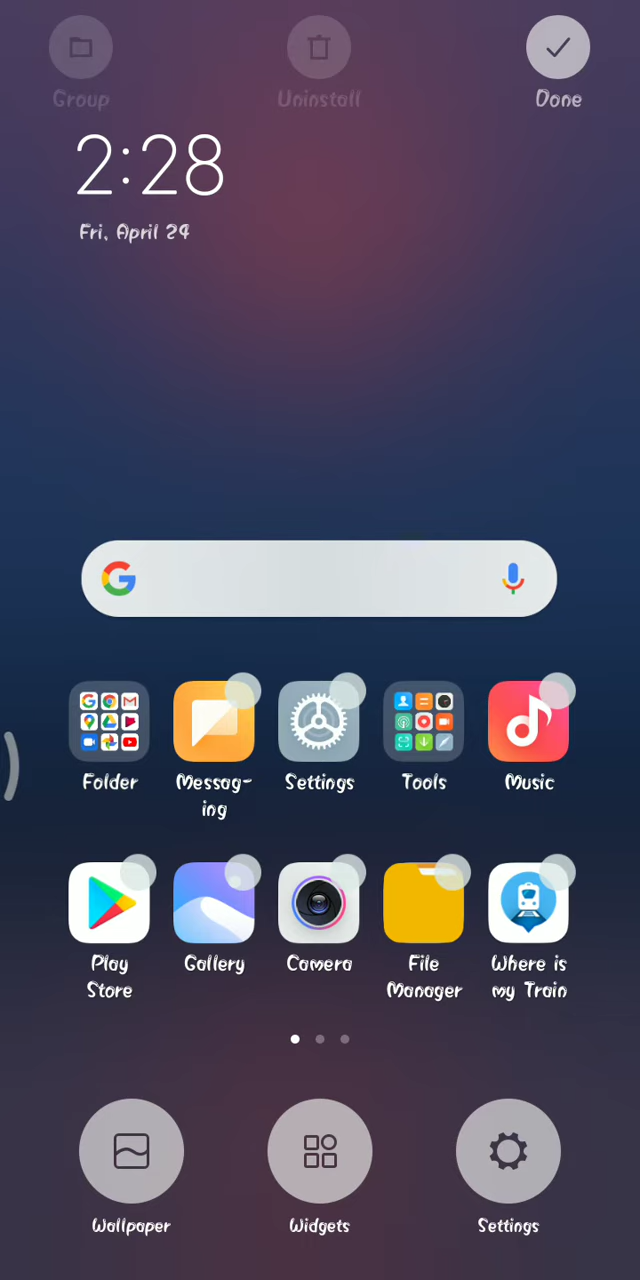 Group Uninstall Done
2:28
Fri, April 24
Folder Messag- Settings Tools Music
ing
Play Gallery Camera File Where is
Store Manager my Train
Wallpaper Widgets Settings